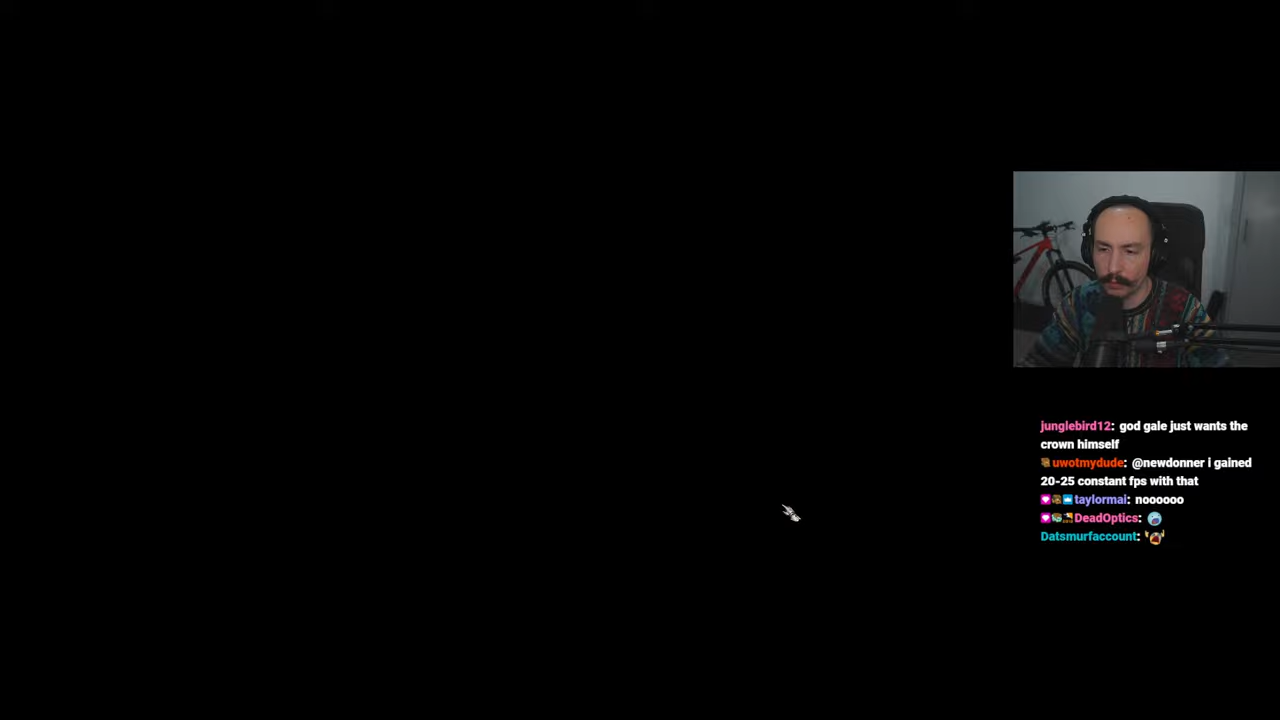 junglebird12: god gale just wants the
crown himself
uwotmydude: @newdonner i gained
20-25 constant fps with that
taylormai: noooooo
DeadOptics:
Datsmurfaccount: